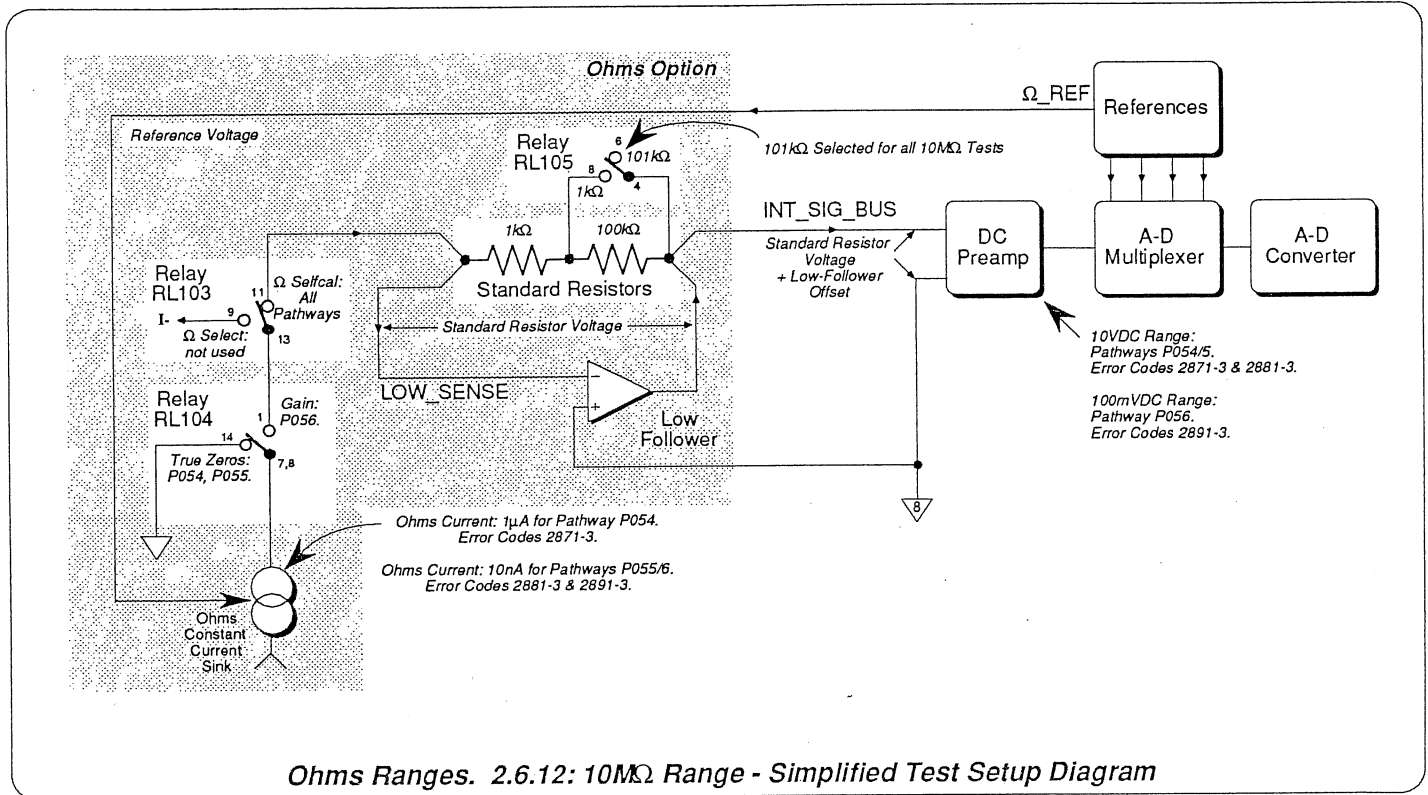 Ohms Option
Ω_REF
References
Reference Voltage
Relay
RL105
6
101kΩ
8
4
1kΩ
101kΩ Selected for all 10MΩ Tests
INT_SIG_BUS
Standard Resistor
Voltage
+ Low-Follower
Offset
DC
Preamp
A-D
Multiplexer
A-D
Converter
1kΩ
100kΩ
Standard Resistors
Relay
RL103
11
Ω Selfcal:
All
Pathways
I-
9
Ω Select:
not used
13
Standard Resistor Voltage
LOW_SENSE
−
+
Low
Follower
10VDC Range:
Pathways P054/5.
Error Codes 2871-3 & 2881-3.
100mVDC Range:
Pathway P056.
Error Codes 2891-3.
Relay
RL104
1
Gain:
P056.
14
7,8
True Zeros:
P054, P055.
8
Ohms Current: 1µA for Pathway P054.
Error Codes 2871-3.
Ohms Current: 10nA for Pathways P055/6.
Error Codes 2881-3 & 2891-3.
Ohms
Constant
Current
Sink
Ohms Ranges. 2.6.12: 10MΩ Range - Simplified Test Setup Diagram